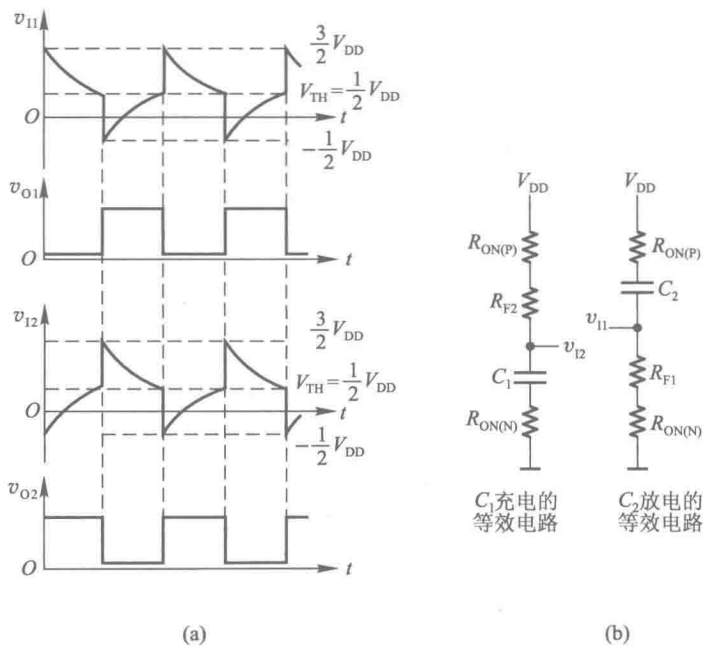 v_I1
3/2 V_DD
V_TH = 1/2 V_DD
O
t
-1/2 V_DD
v_O1
O
t
v_I2
3/2 V_DD
V_TH = 1/2 V_DD
O
t
-1/2 V_DD
v_O2
O
t
(a)
V_DD
R_ON(P)
R_F2
v_I2
C_1
R_ON(N)
C_1充电的
等效电路
V_DD
R_ON(P)
C_2
v_I1
R_F1
R_ON(N)
C_2放电的
等效电路
(b)